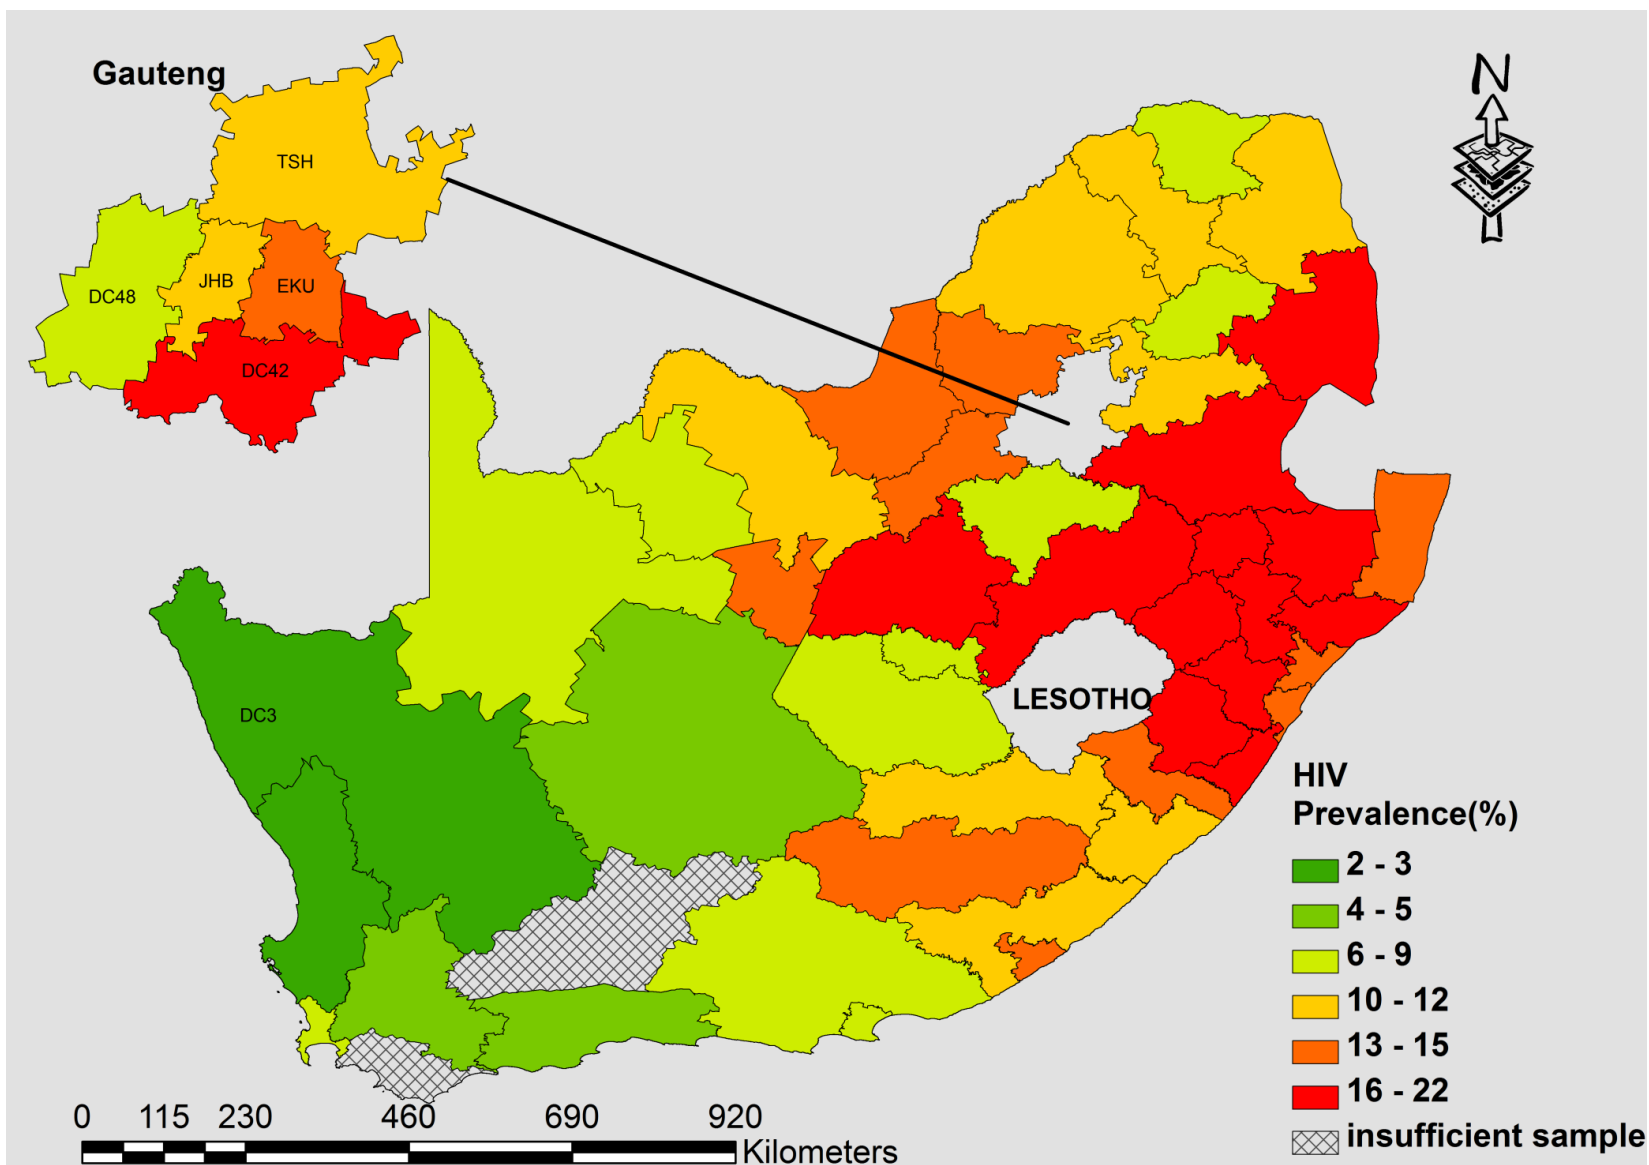 Gauteng
N
TSH
DC48
JHB
EKU
DC42
DC3
LESOTHO
HIV
Prevalence(%)
2 - 3
4 - 5
6 - 9
10 - 12
13 - 15
16 - 22
insufficient sample
0 115 230 460 690 920
Kilometers